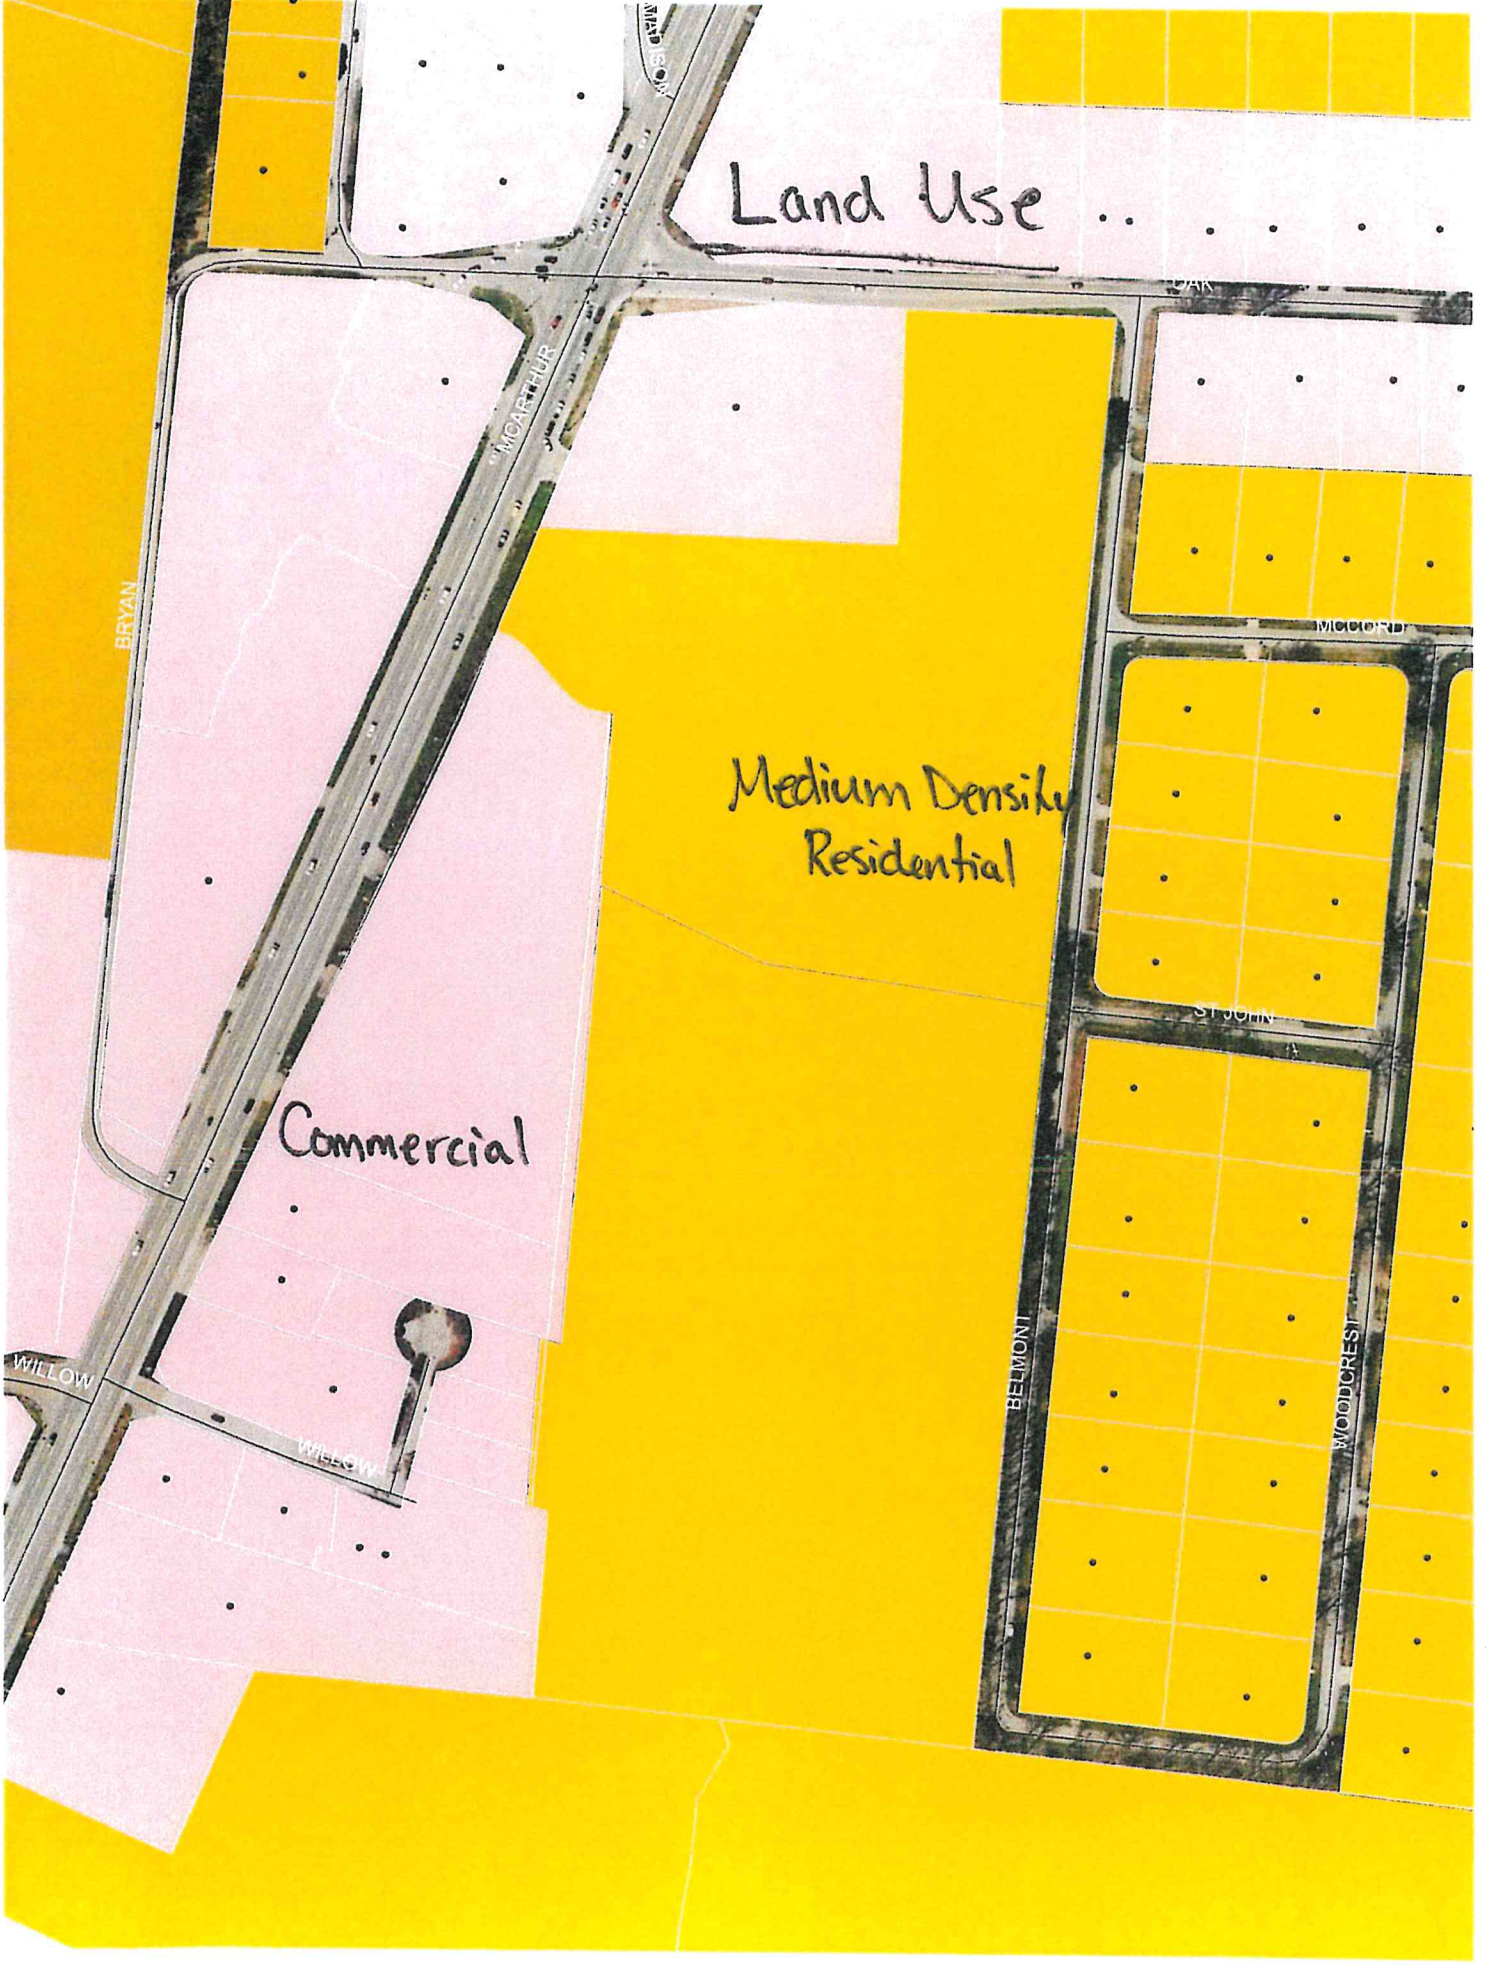 MADISON
Land Use
OAK
MCARTHUR
BRYAN
MCCORD
Medium Density
Residential
ST JOHN
Commercial
BELMONT
WOODCREST
WILLOW
WILLOW